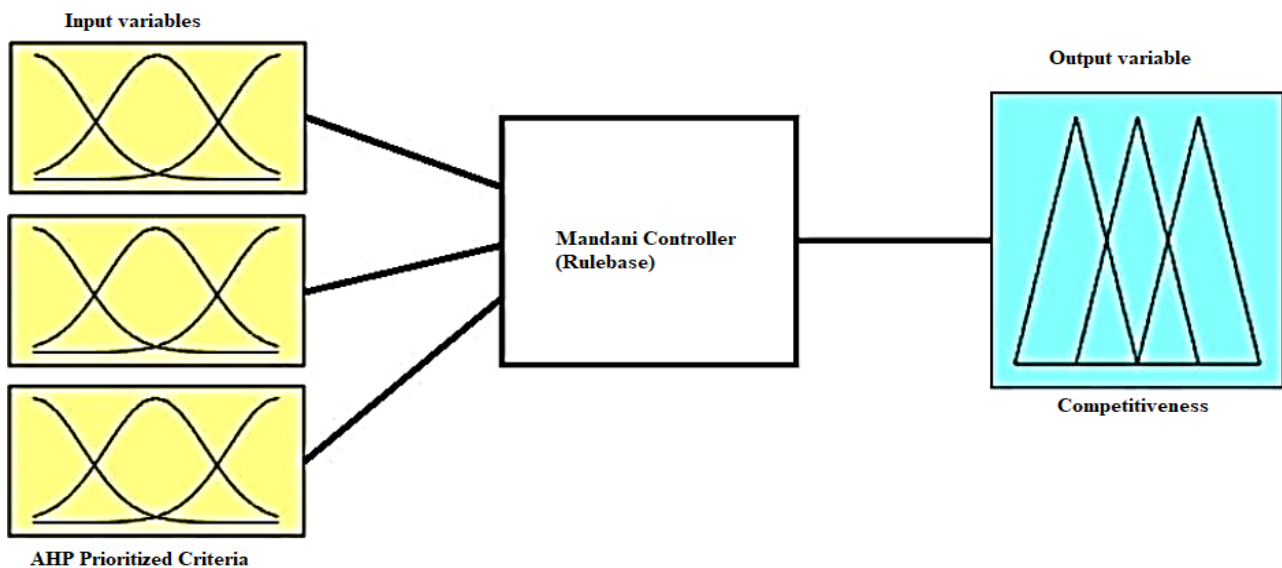 Input variables
Output variable
Mandani Controller
(Rulebase)
Competitiveness
AHP Prioritized Criteria